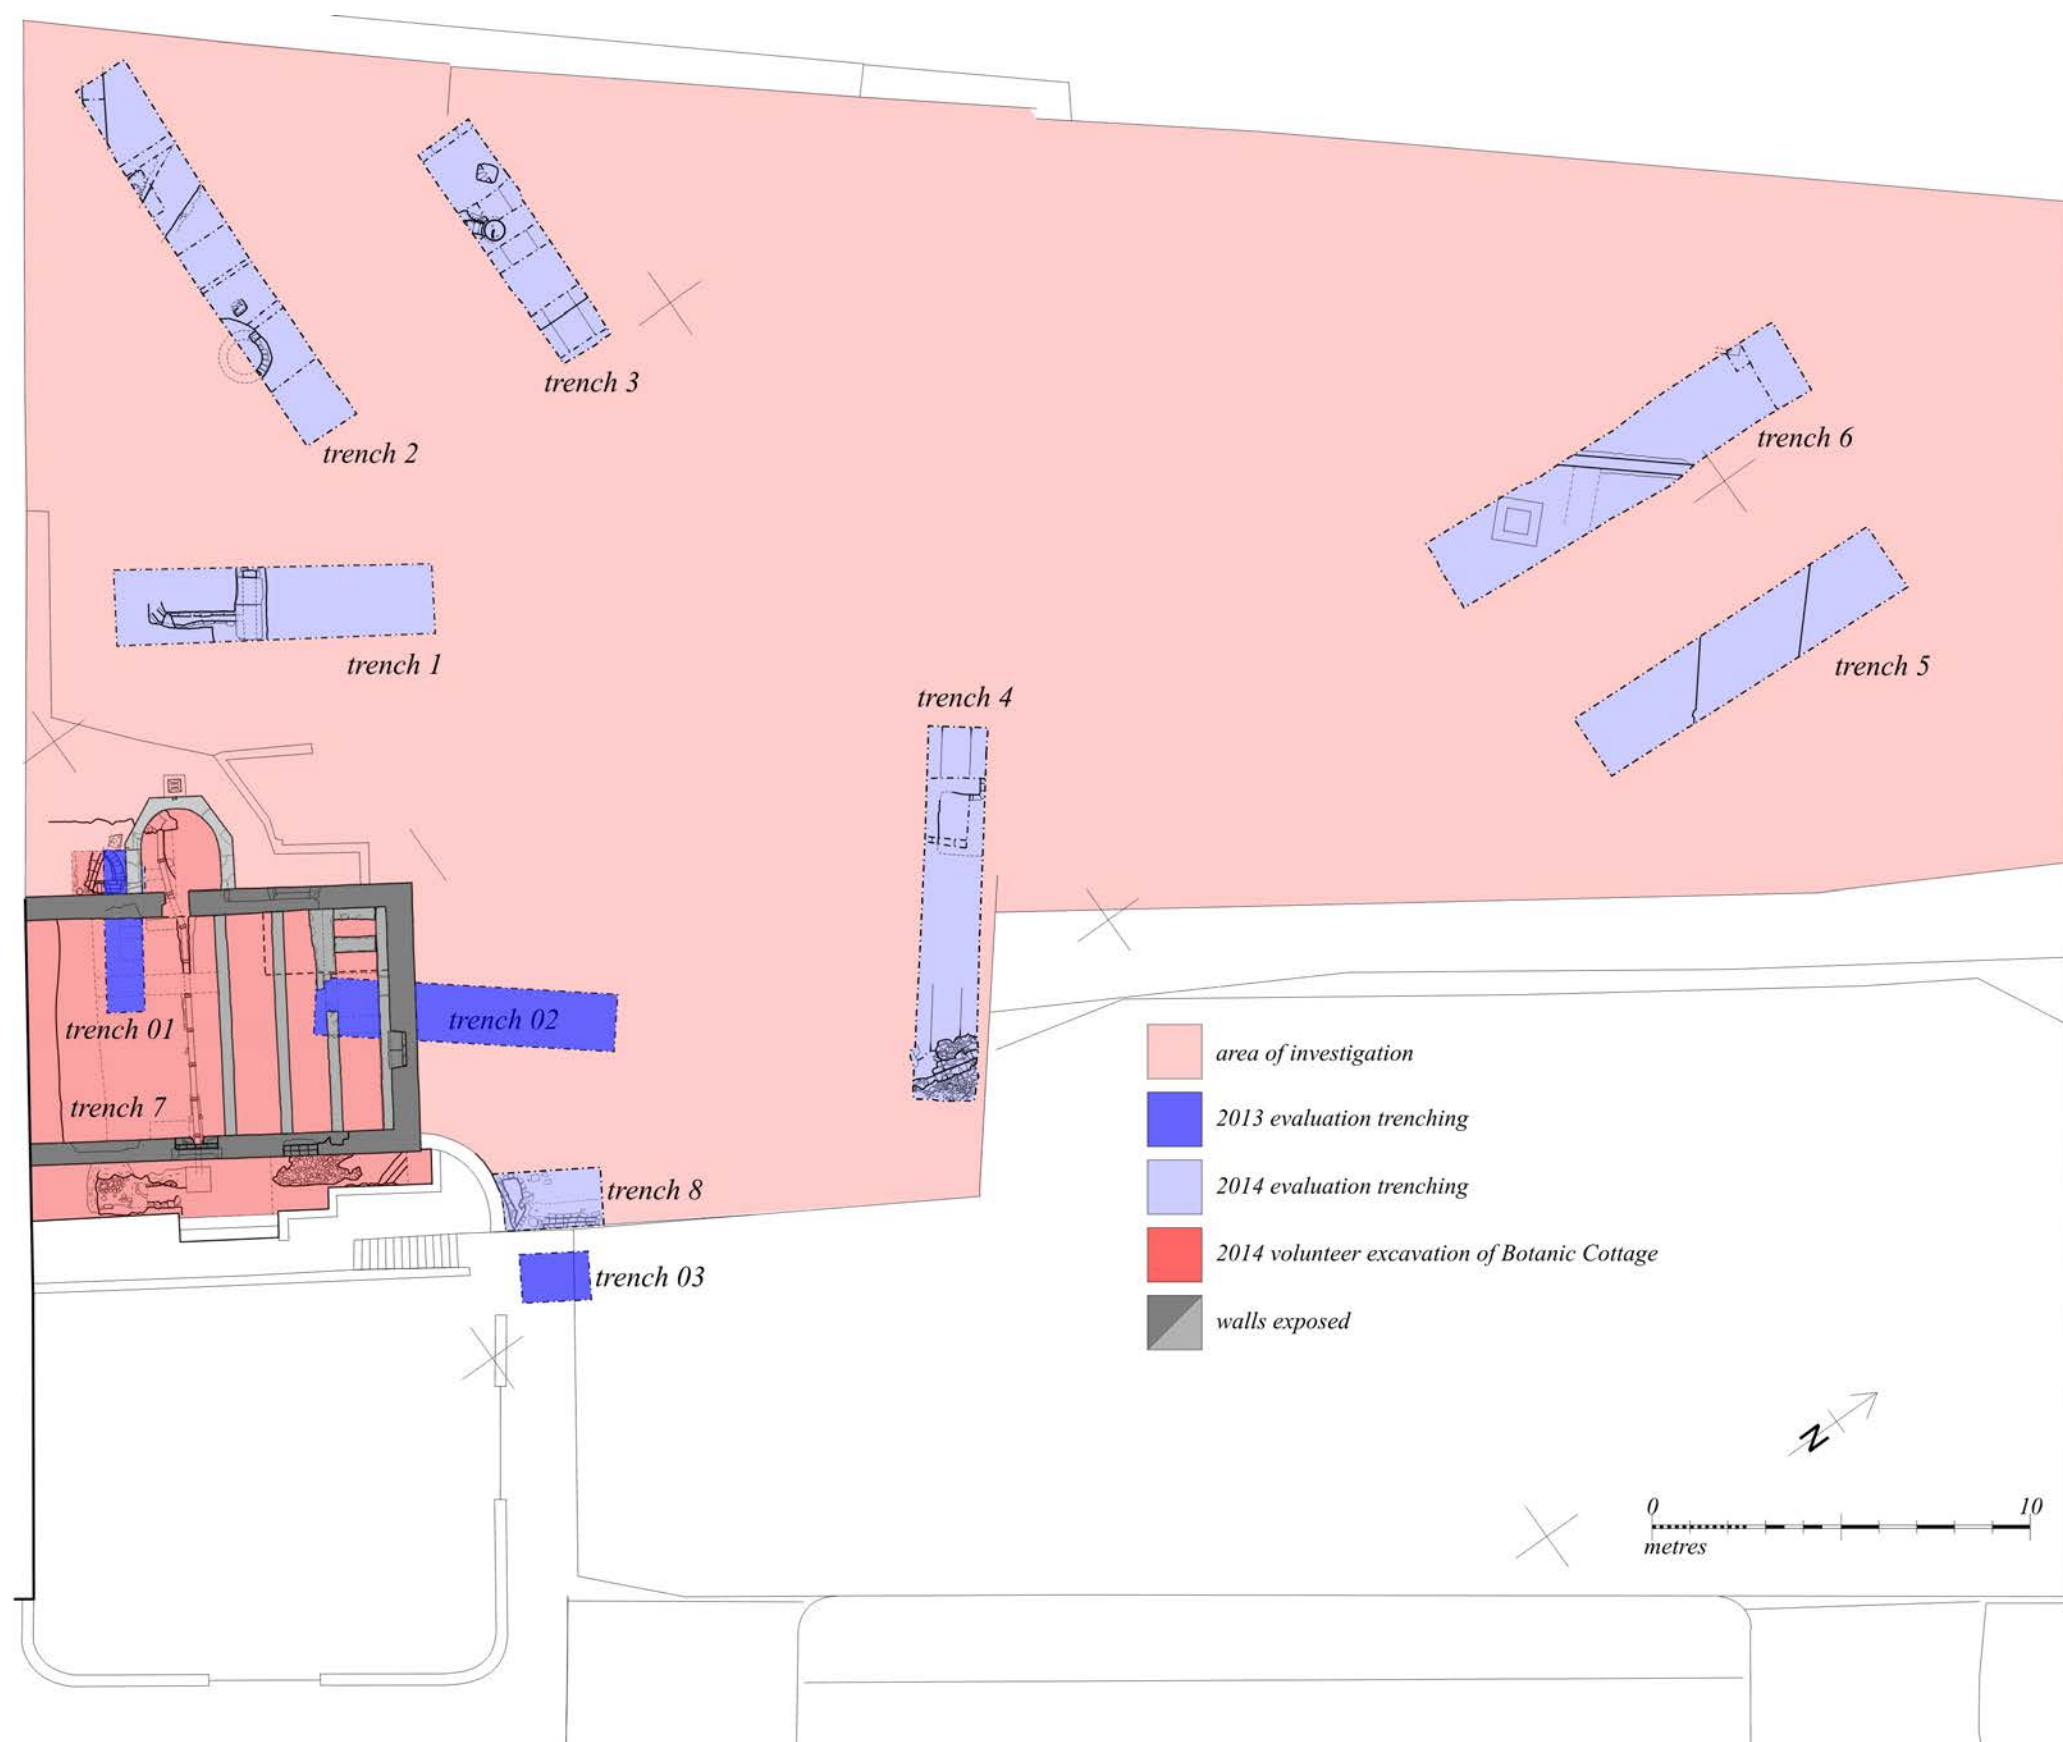 trench 3
trench 2
trench 6
trench 1
trench 5
trench 4
trench 02
trench 01
trench 7
trench 8
trench 03
area of investigation
2013 evaluation trenching
2014 evaluation trenching
2014 volunteer excavation of Botanic Cottage
walls exposed
N
0 10
metres